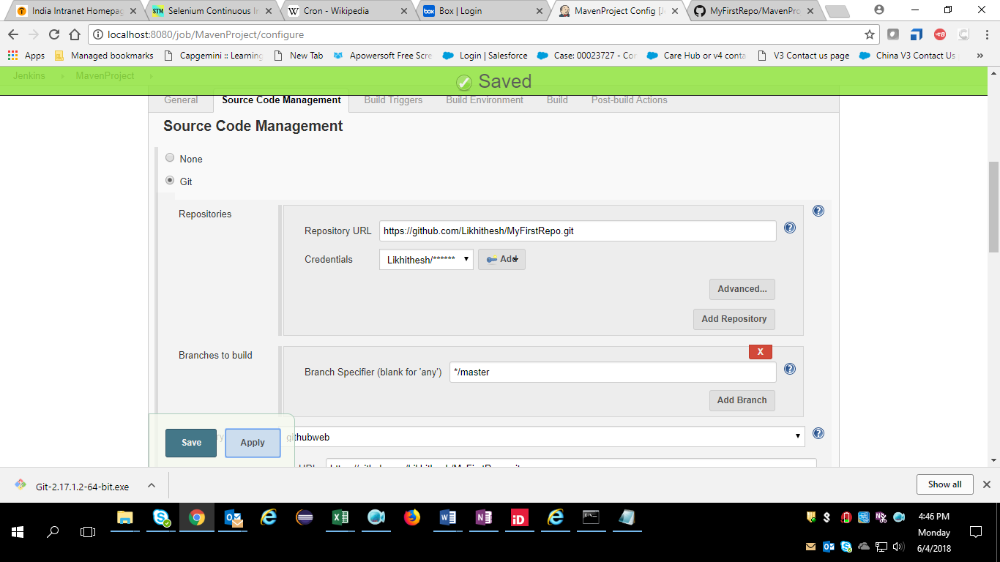 India Intranet Homepag
STM Selenium Continuous In
W Cron - Wikipedia
box Box | Login
MavenProject Config [J
MyFirstRepo/MavenPro
localhost:8080/job/MavenProject/configure
Apps Managed bookmarks Capgemini :: Learning New Tab Apowersoft Free Scre Login | Salesforce Case: 00023727 - Con Care Hub or v4 conta V3 Contact us page China V3 Contact Us »
Jenkins › MavenProject ›
Saved
General Source Code Management Build Triggers Build Environment Build Post-build Actions
Source Code Management
None
Git
Repositories
Repository URL https://github.com/Likhithesh/MyFirstRepo.git
Credentials Likhithesh/****** Add
Advanced...
Add Repository
X
Branches to build
Branch Specifier (blank for 'any') */master
Add Branch
Save Apply githubweb
Git-2.17.1.2-64-bit.exe
Show all
4:46 PM
Monday
6/4/2018